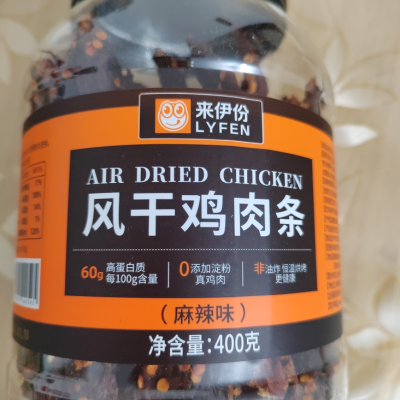 来伊份
LYFEN
AIR DRIED CHICKEN
风干鸡肉条
60g 高蛋白质
每100g含量
0 添加淀粉
真鸡肉
非油炸 恒温烘烤
更健康
(麻辣味)
净含量:400克